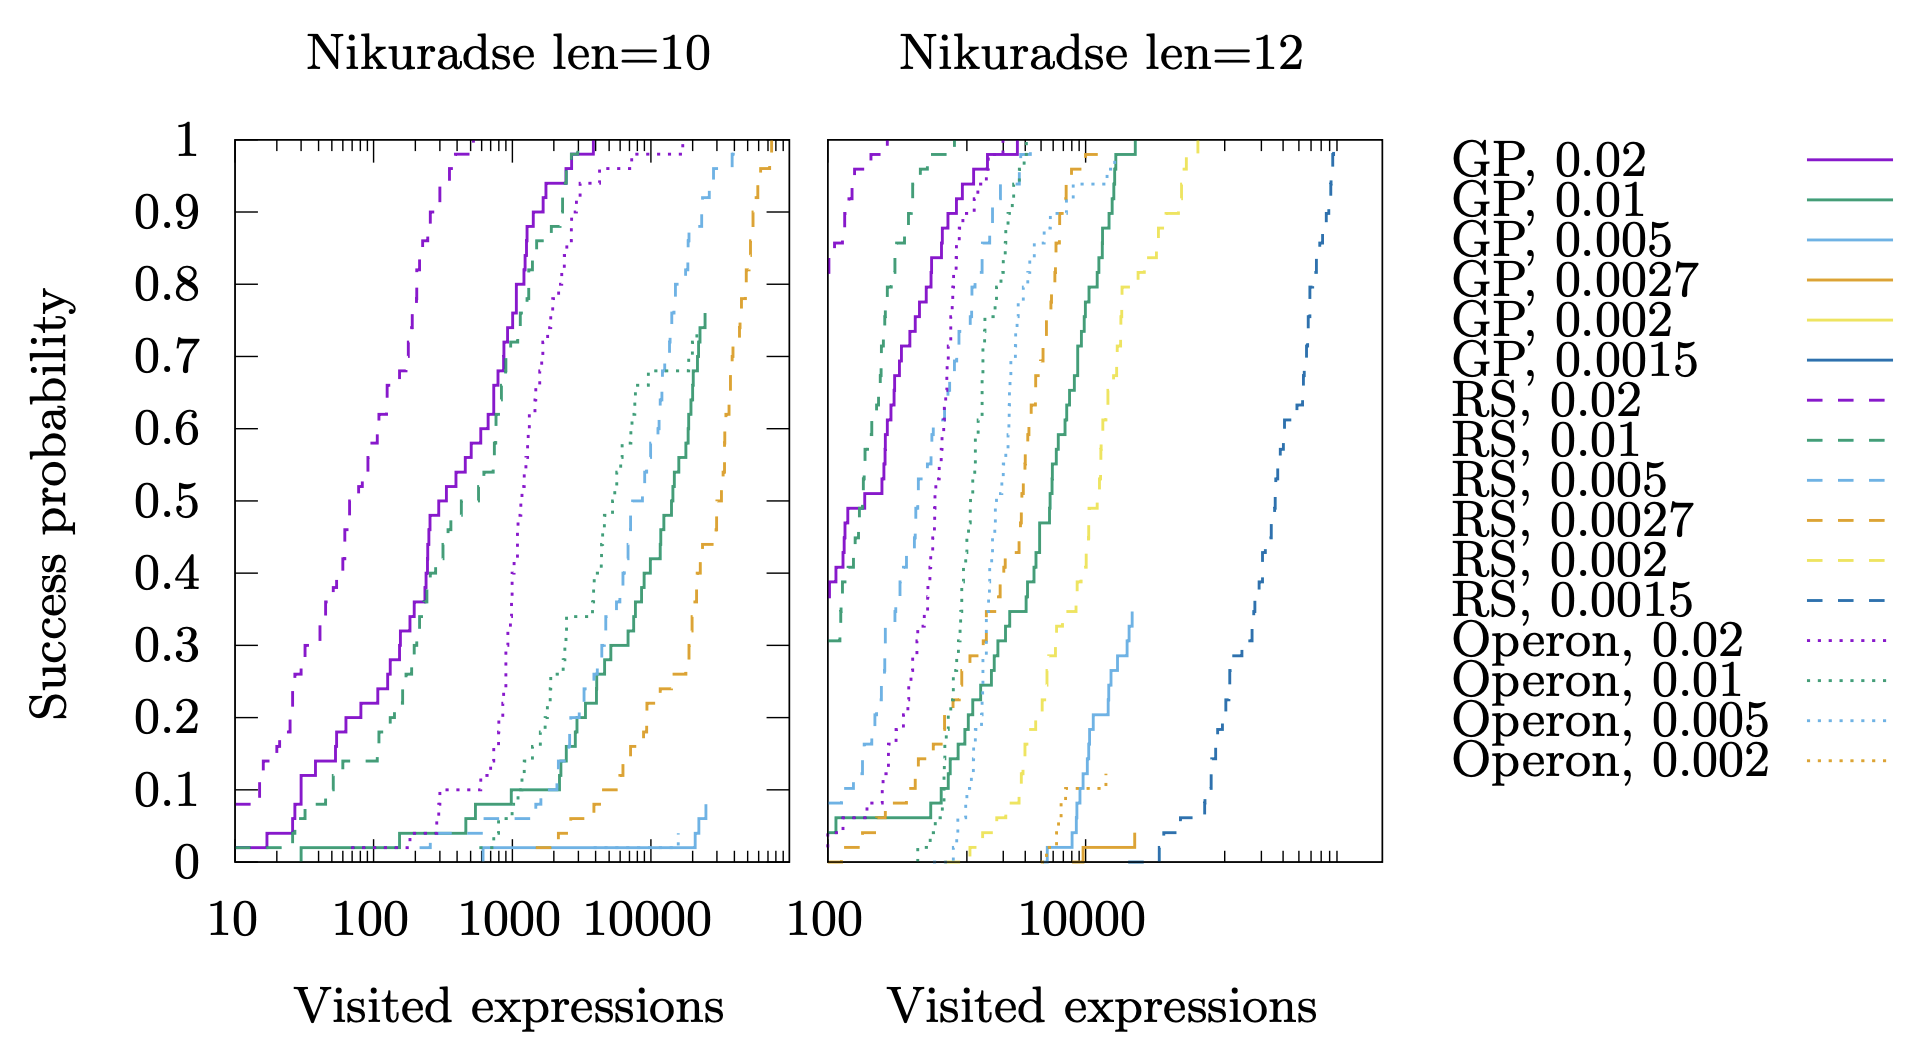 Nikuradse len=10
Nikuradse len=12
Success probability
1
0.9
0.8
0.7
0.6
0.5
0.4
0.3
0.2
0.1
0
10 100 1000 10000
100 10000
Visited expressions
Visited expressions
GP, 0.02
GP, 0.01
GP, 0.005
GP, 0.0027
GP, 0.002
GP, 0.0015
RS, 0.02
RS, 0.01
RS, 0.005
RS, 0.0027
RS, 0.002
RS, 0.0015
Operon, 0.02
Operon, 0.01
Operon, 0.005
Operon, 0.002